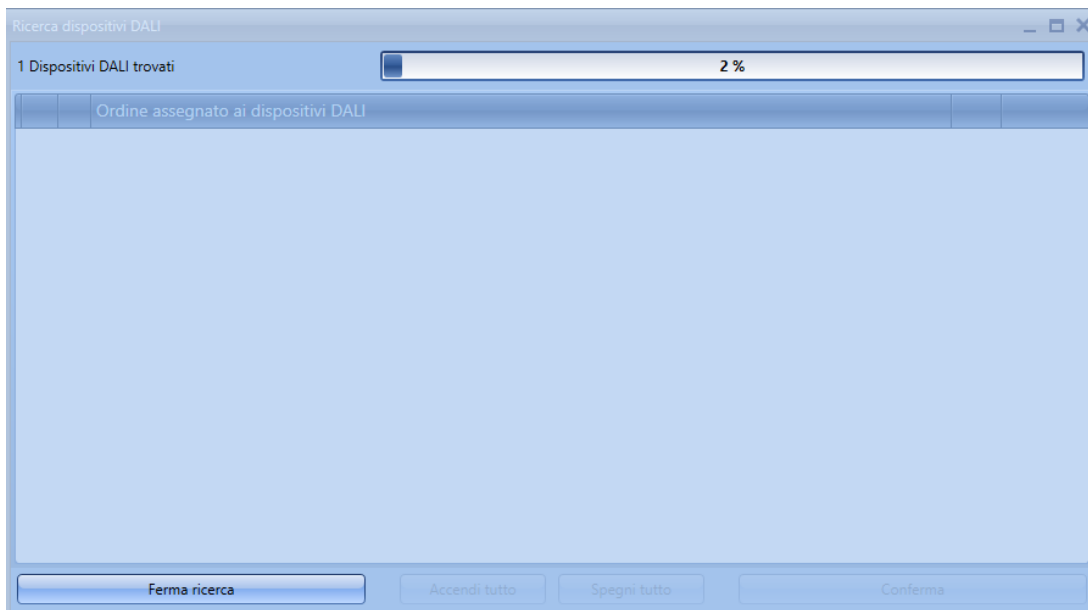 Ricerca dispositivi DALI
1 Dispositivi DALI trovati
2 %
Ordine assegnato ai dispositivi DALI
Ferma ricerca
Accendi tutto
Spegni tutto
Conferma